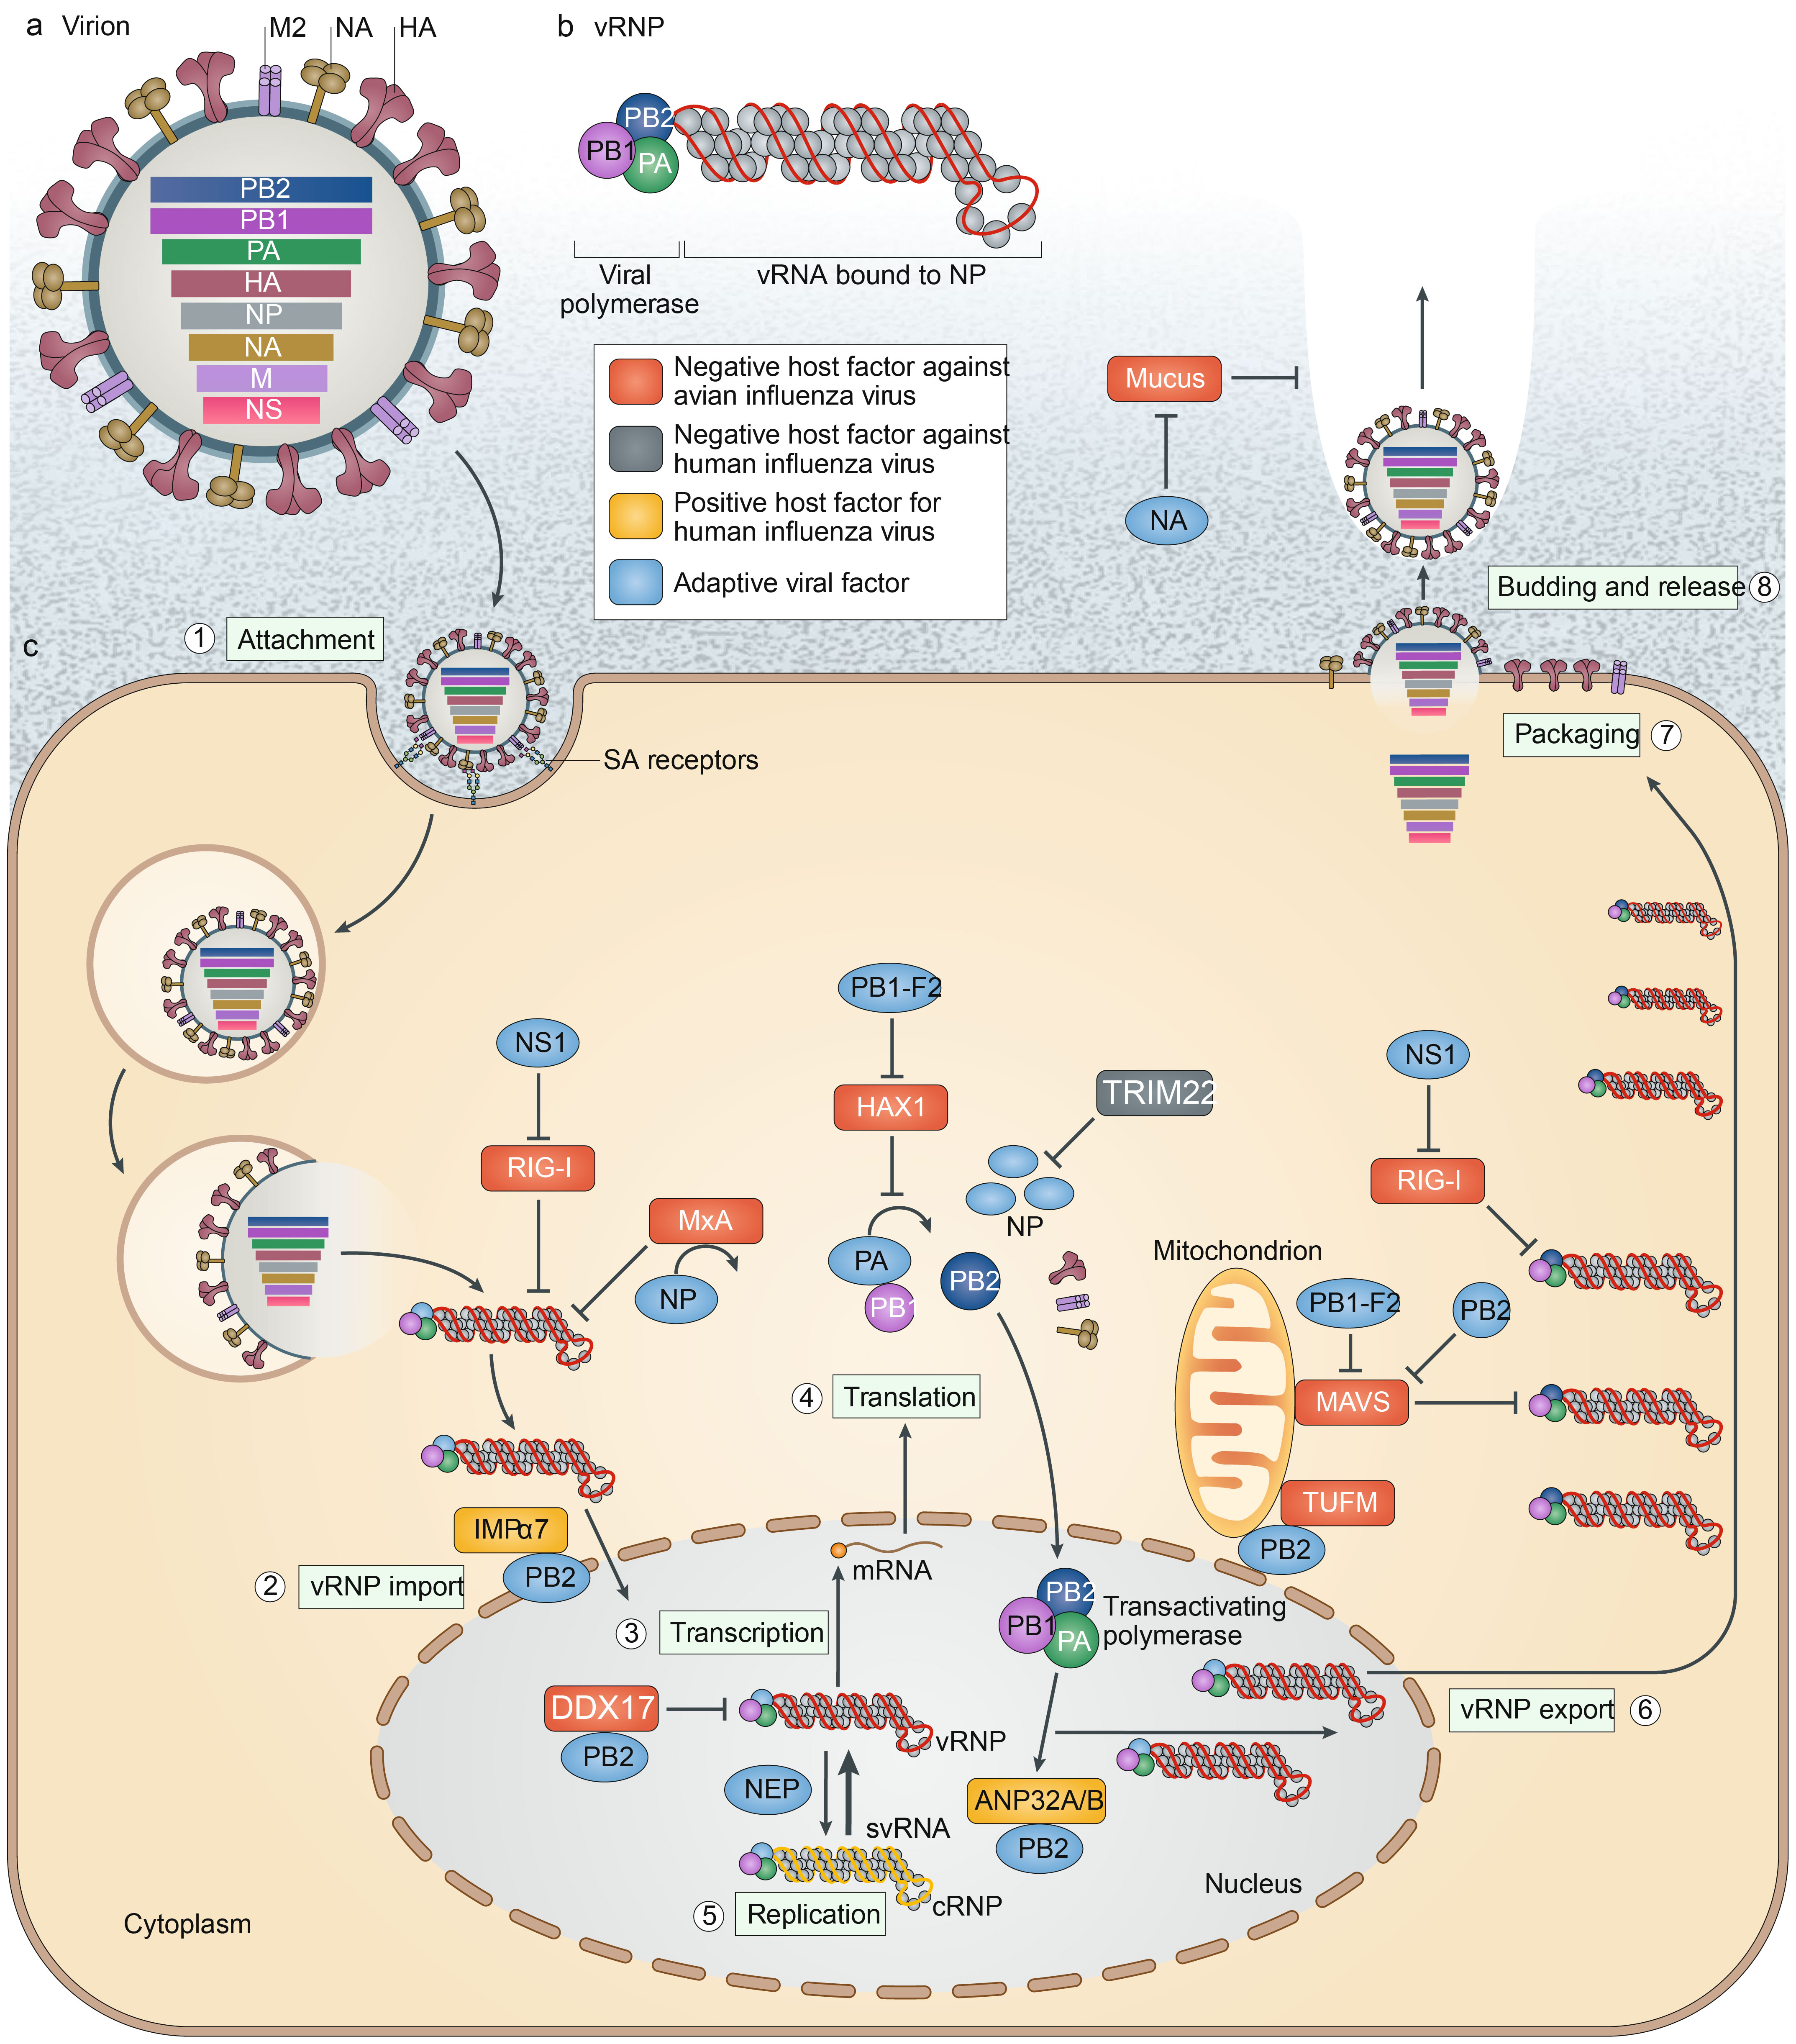 a Virion
M2
NA
HA
PB2
PB1
PA
HA
NP
NA
M
NS
b vRNP
PB2
PB1
PA
Viral
polymerase
vRNA bound to NP
Negative host factor against
avian influenza virus
Negative host factor against
human influenza virus
Positive host factor for
human influenza virus
Adaptive viral factor
Mucus
NA
Budding and release 8
c
1 Attachment
SA receptors
Packaging 7
PB1-F2
NS1
HAX1
TRIM22
NS1
RIG-I
RIG-I
MxA
NP
NP
PA
PB2
PB1
Mitochondrion
PB1-F2
PB2
MAVS
4 Translation
TUFM
IMPα7
PB2
PB2
2 vRNP import
mRNA
3 Transcription
PB2
PB1
PA
Trans-activating
polymerase
DDX17
PB2
vRNP
vRNP export 6
NEP
ANP32A/B
PB2
svRNA
cRNP
5 Replication
Nucleus
Cytoplasm